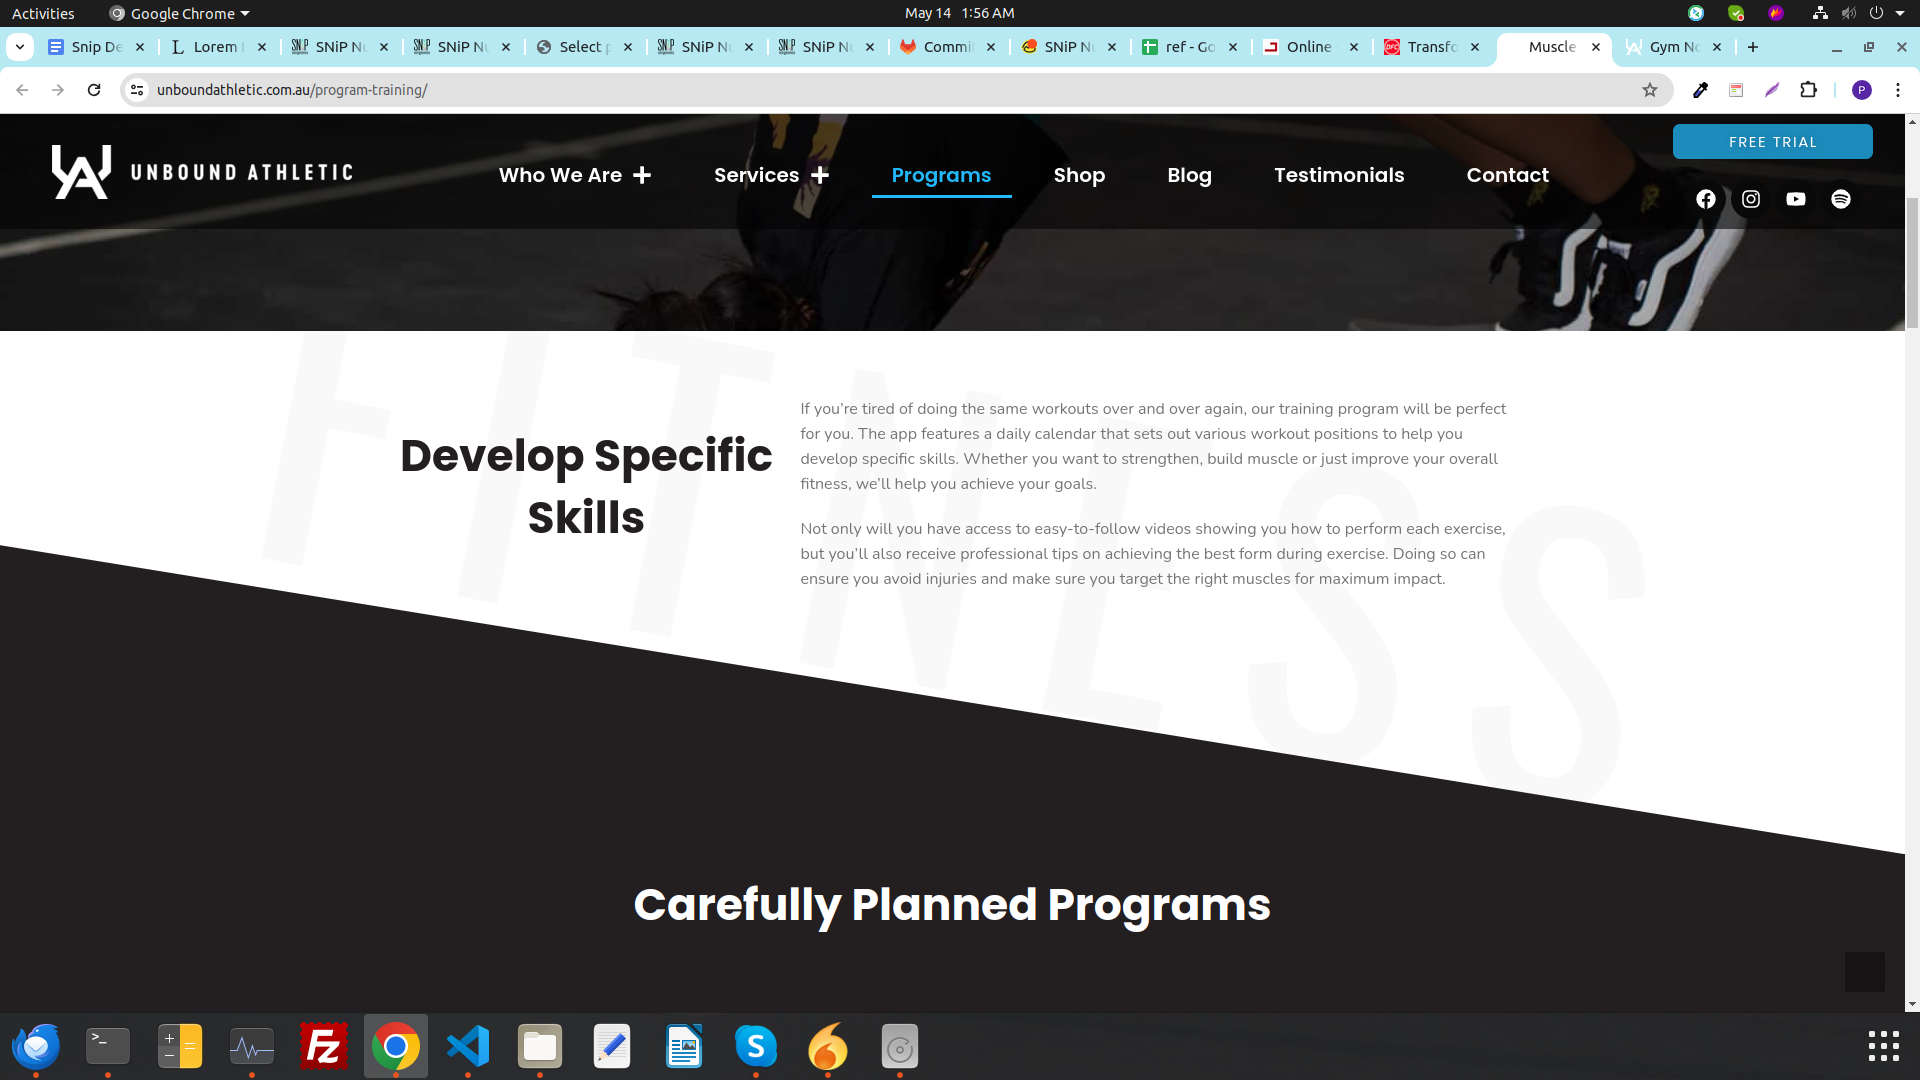 Activities
Google Chrome
May 14 1:56 AM
Snip De
Lorem
SNiP Nu
SNiP Nu
Select p
SNiP Nu
SNiP Nu
Commit
SNiP Nu
ref - Go
Online
Transfo
Muscle
Gym No
unboundathletic.com.au/program-training/
P
UNBOUND ATHLETIC
Who We Are
Services
Programs
Shop
Blog
Testimonials
Contact
FREE TRIAL
FITNESS
Develop Specific
Skills
If you’re tired of doing the same workouts over and over again, our training program will be perfect
for you. The app features a daily calendar that sets out various workout positions to help you
develop specific skills. Whether you want to strengthen, build muscle or just improve your overall
fitness, we’ll help you achieve your goals.
Not only will you have access to easy-to-follow videos showing you how to perform each exercise,
but you’ll also receive professional tips on achieving the best form during exercise. Doing so can
ensure you avoid injuries and make sure you target the right muscles for maximum impact.
Carefully Planned Programs